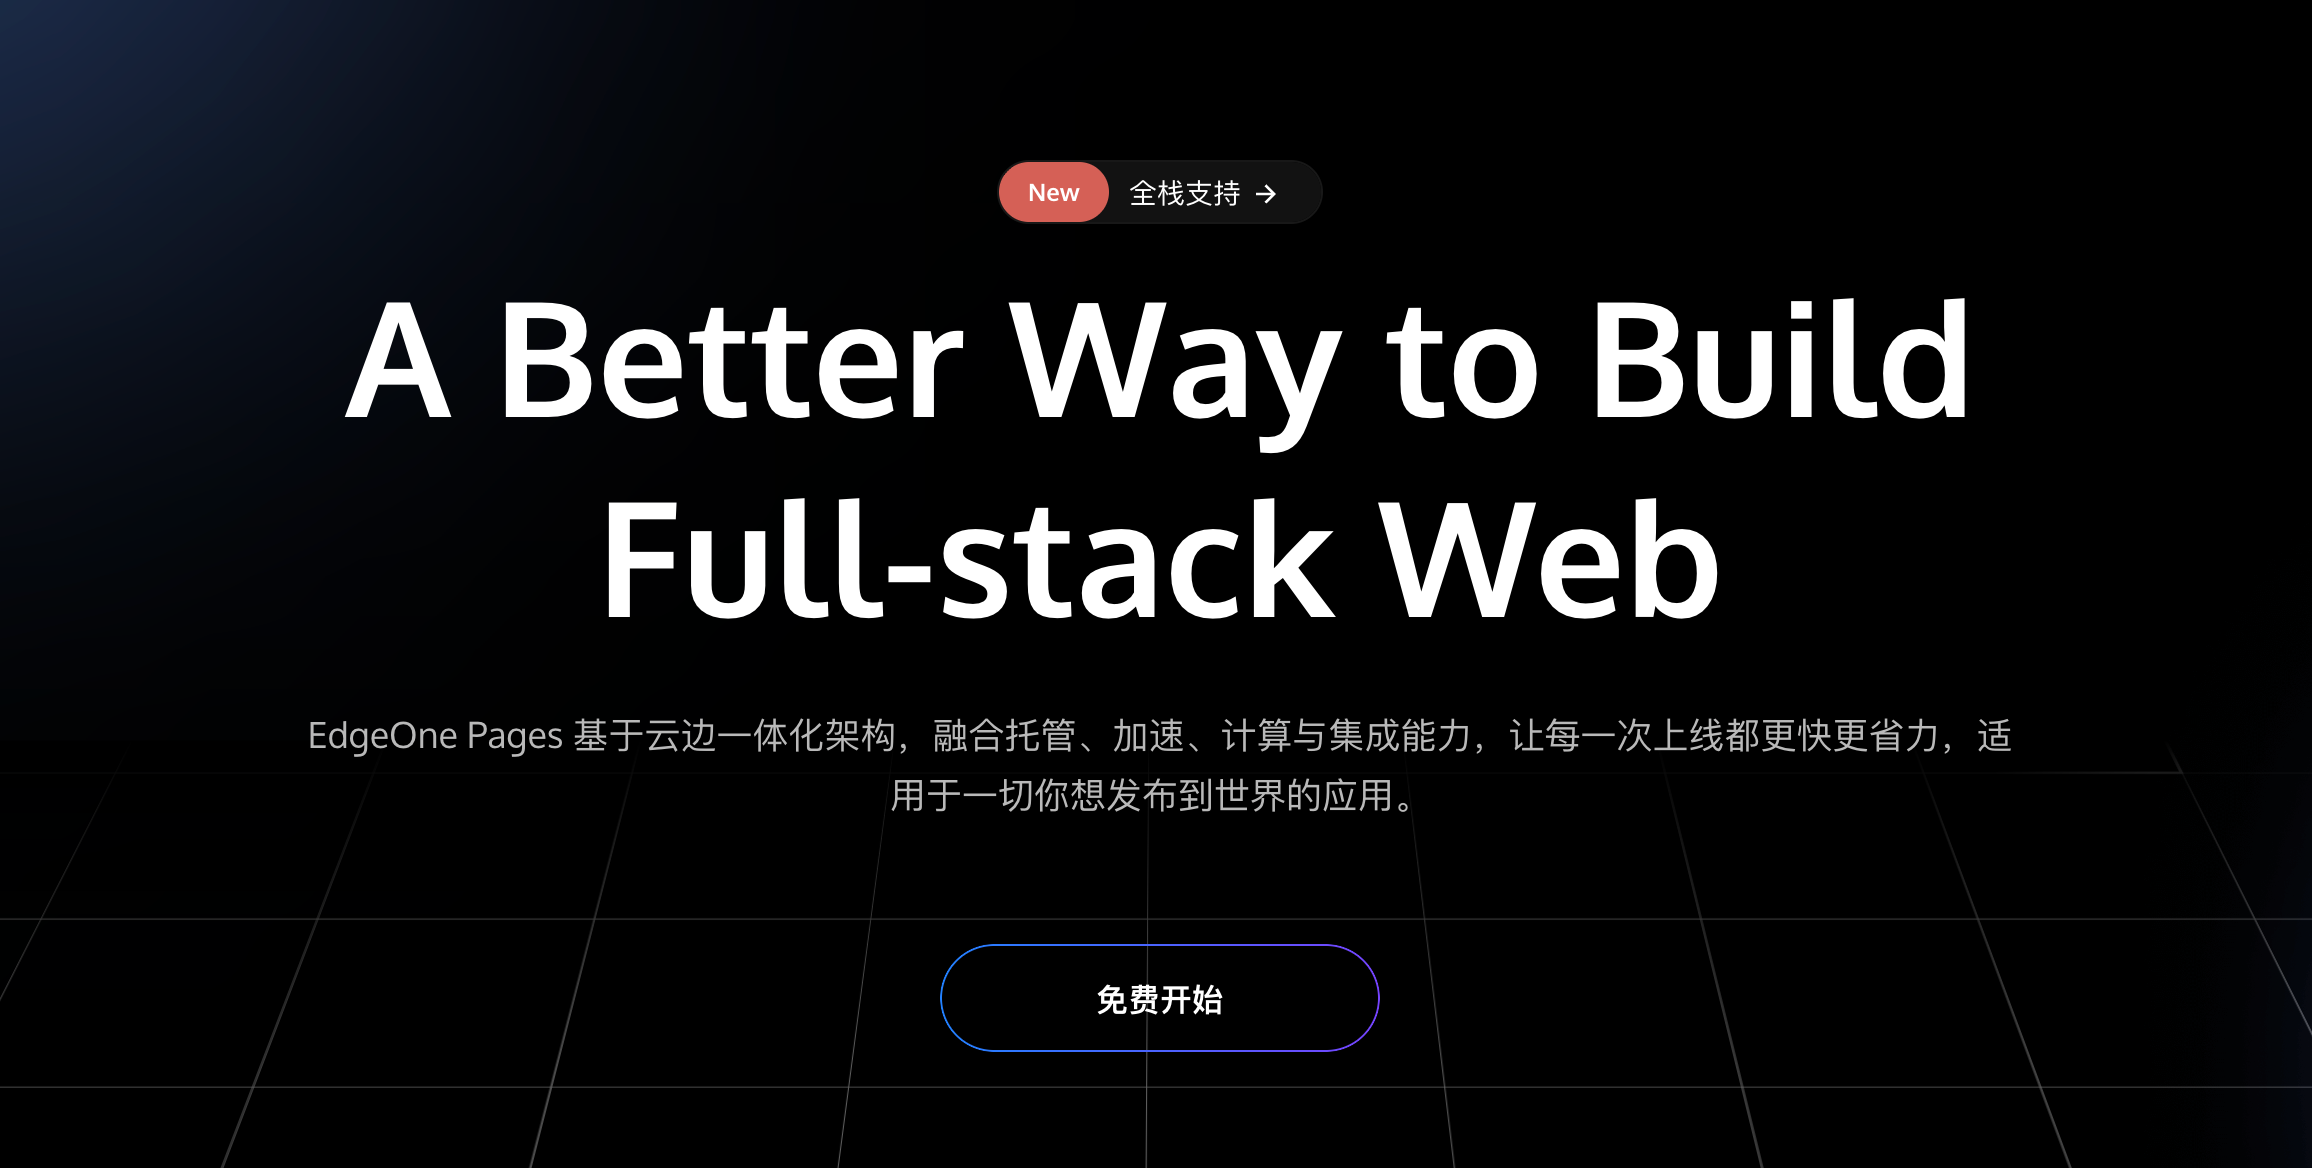 New 全栈支持 →
A Better Way to Build
Full-stack Web
EdgeOne Pages 基于云边一体化架构，融合托管、加速、计算与集成能力，让每一次上线都更快更省力，适
用于一切你想发布到世界的应用。
免费开始